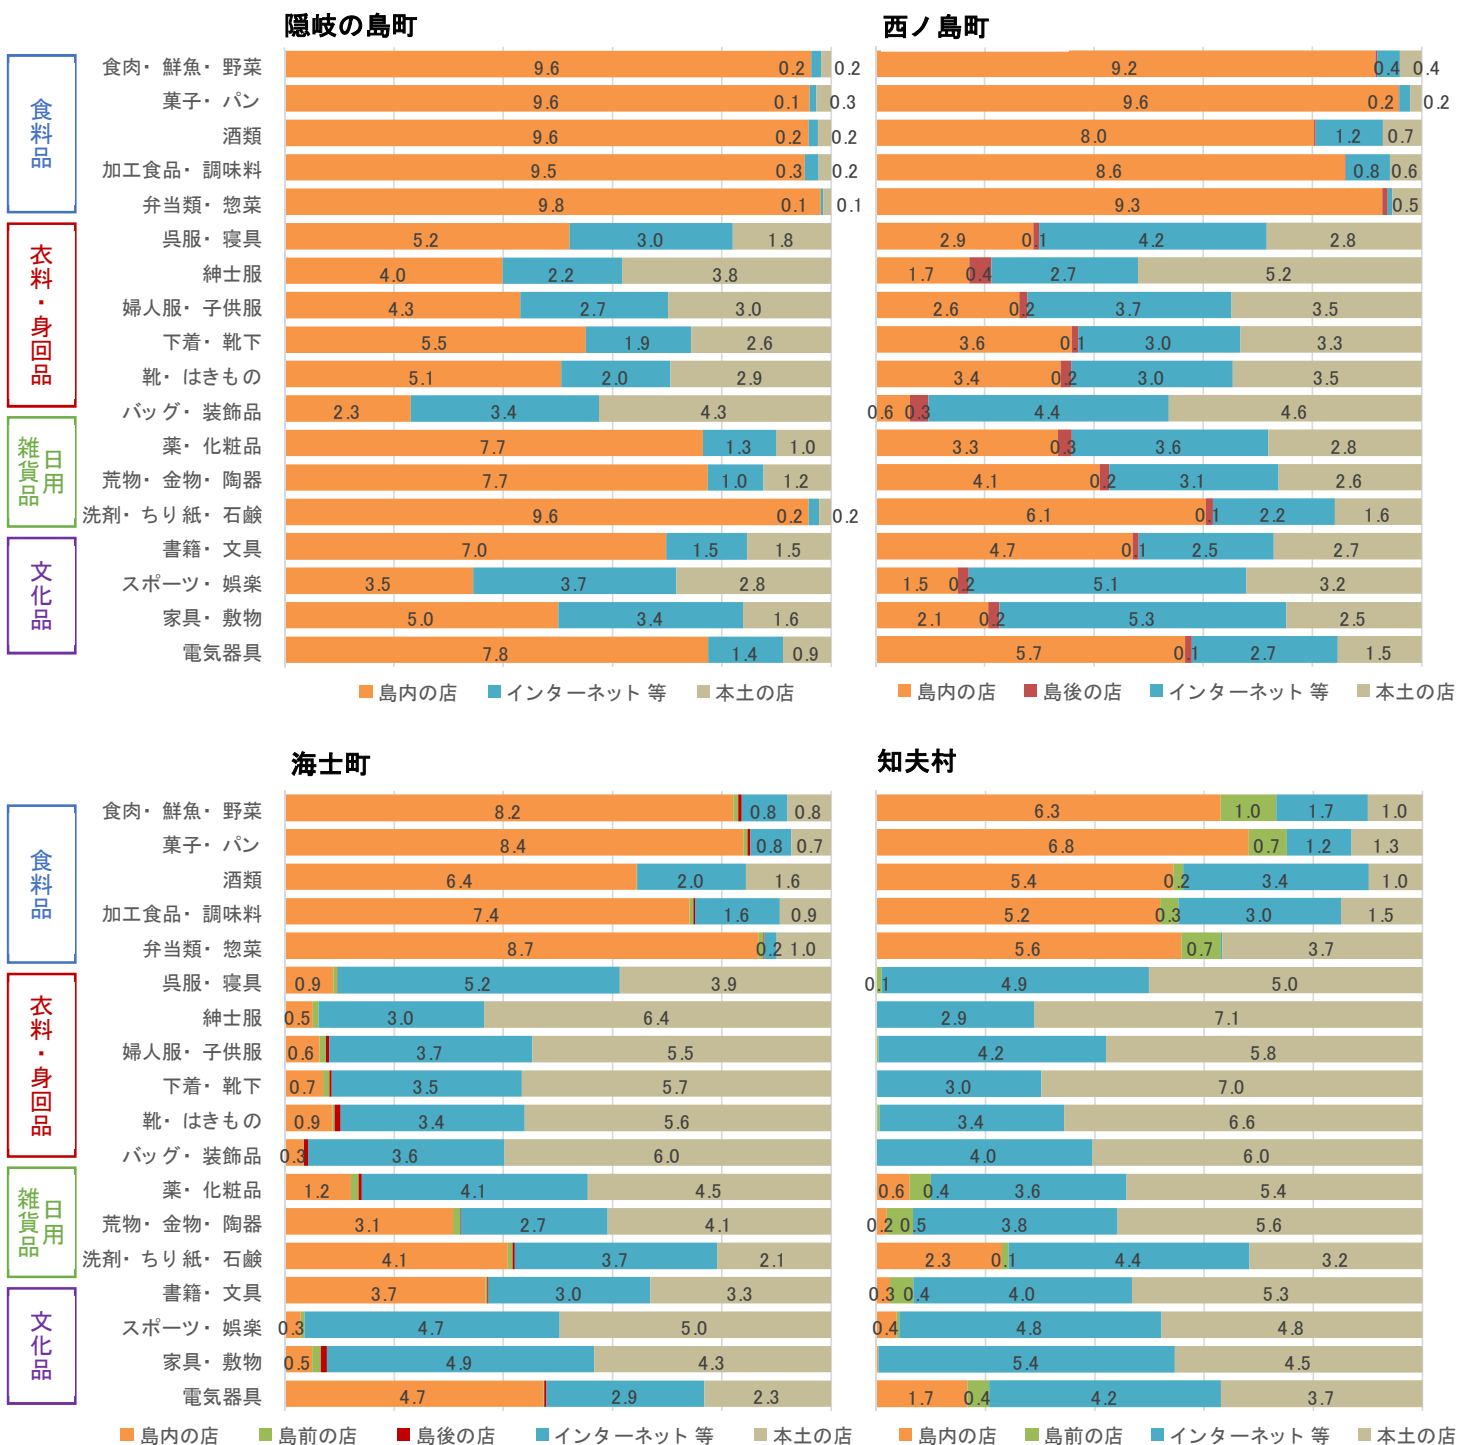 隠岐の島町
食料品
衣料・身回品
日用雑貨品
文化品
食肉・鮮魚・野菜 9.6 0.2 0.2
菓子・パン 9.6 0.1 0.3
酒類 9.6 0.2 0.2
加工食品・調味料 9.5 0.3 0.2
弁当類・惣菜 9.8 0.1 0.1
呉服・寝具 5.2 3.0 1.8
紳士服 4.0 2.2 3.8
婦人服・子供服 4.3 2.7 3.0
下着・靴下 5.5 1.9 2.6
靴・はきもの 5.1 2.0 2.9
バッグ・装飾品 2.3 3.4 4.3
薬・化粧品 7.7 1.3 1.0
荒物・金物・陶器 7.7 1.0 1.2
洗剤・ちり紙・石鹸 9.6 0.2 0.2
書籍・文具 7.0 1.5 1.5
スポーツ・娯楽 3.5 3.7 2.8
家具・敷物 5.0 3.4 1.6
電気器具 7.8 1.4 0.9
島内の店 インターネット等 本土の店
西ノ島町
9.2 0.4 0.4
9.6 0.2 0.2
8.0 1.2 0.7
8.6 0.8 0.6
9.3 0.5
2.9 0.1 4.2 2.8
1.7 0.4 2.7 5.2
2.6 0.2 3.7 3.5
3.6 0.1 3.0 3.3
3.4 0.2 3.0 3.5
0.6 0.3 4.4 4.6
3.3 0.3 3.6 2.8
4.1 0.2 3.1 2.6
6.1 0.1 2.2 1.6
4.7 0.1 2.5 2.7
1.5 0.2 5.1 3.2
2.1 0.2 5.3 2.5
5.7 0.1 2.7 1.5
島内の店 島後の店 インターネット等 本土の店
海士町
食料品
衣料・身回品
日用雑貨品
文化品
食肉・鮮魚・野菜 8.2 0.8 0.8
菓子・パン 8.4 0.8 0.7
酒類 6.4 2.0 1.6
加工食品・調味料 7.4 1.6 0.9
弁当類・惣菜 8.7 0.2 1.0
呉服・寝具 0.9 5.2 3.9
紳士服 0.5 3.0 6.4
婦人服・子供服 0.6 3.7 5.5
下着・靴下 0.7 3.5 5.7
靴・はきもの 0.9 3.4 5.6
バッグ・装飾品 0.3 3.6 6.0
薬・化粧品 1.2 4.1 4.5
荒物・金物・陶器 3.1 2.7 4.1
洗剤・ちり紙・石鹸 4.1 3.7 2.1
書籍・文具 3.7 3.0 3.3
スポーツ・娯楽 0.3 4.7 5.0
家具・敷物 0.5 4.9 4.3
電気器具 4.7 2.9 2.3
島内の店 島前の店 島後の店 インターネット等 本土の店
知夫村
6.3 1.0 1.7 1.0
6.8 0.7 1.2 1.3
5.4 0.2 3.4 1.0
5.2 0.3 3.0 1.5
5.6 0.7 3.7
0.1 4.9 5.0
2.9 7.1
4.2 5.8
3.0 7.0
3.4 6.6
4.0 6.0
0.6 0.4 3.6 5.4
0.2 0.5 3.8 5.6
2.3 0.1 4.4 3.2
0.3 0.4 4.0 5.3
0.4 4.8 4.8
5.4 4.5
1.7 0.4 4.2 3.7
島内の店 島前の店 インターネット等 本土の店